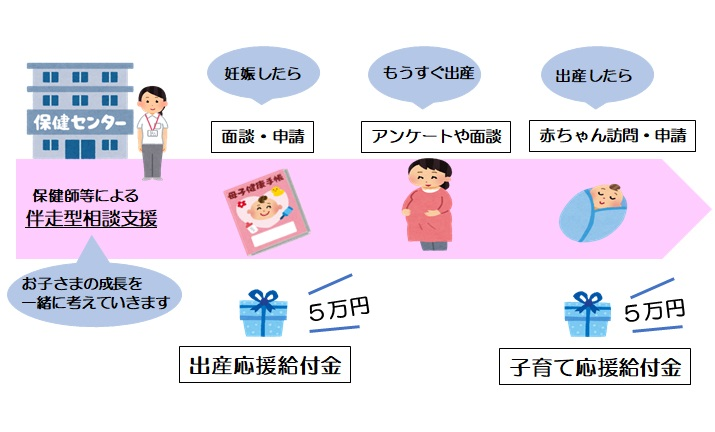 妊娠したら
もうすぐ出産
出産したら
保健センター
面談・申請
アンケートや面談
赤ちゃん訪問・申請
保健師等による
伴走型相談支援
母子健康手帳
お子さまの成長を
一緒に考えていきます
５万円
５万円
出産応援給付金
子育て応援給付金